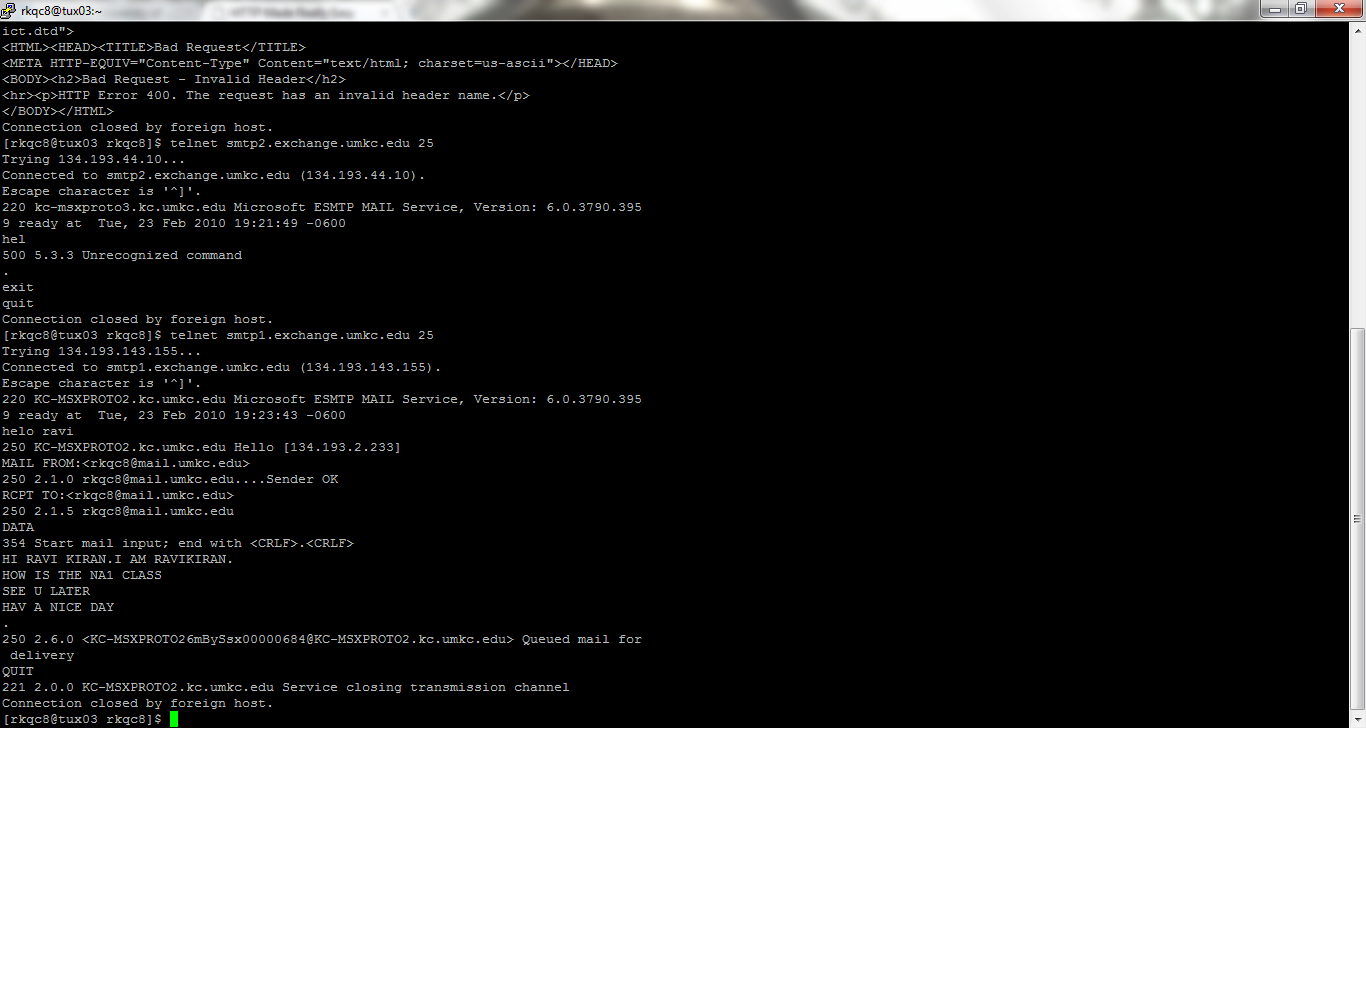 rkqc8@tux03:~
ict.dtd">
<HTML><HEAD><TITLE>Bad Request</TITLE>
<META HTTP-EQUIV="Content-Type" Content="text/html; charset=us-ascii"></HEAD>
<BODY><h2>Bad Request - Invalid Header</h2>
<hr><p>HTTP Error 400. The request has an invalid header name.</p>
</BODY></HTML>
Connection closed by foreign host.
[rkqc8@tux03 rkqc8]$ telnet smtp2.exchange.umkc.edu 25
Trying 134.193.44.10...
Connected to smtp2.exchange.umkc.edu (134.193.44.10).
Escape character is '^]'.
220 kc-msxproto3.kc.umkc.edu Microsoft ESMTP MAIL Service, Version: 6.0.3790.395
9 ready at  Tue, 23 Feb 2010 19:21:49 -0600
hel
500 5.3.3 Unrecognized command
.
exit
quit
Connection closed by foreign host.
[rkqc8@tux03 rkqc8]$ telnet smtp1.exchange.umkc.edu 25
Trying 134.193.143.155...
Connected to smtp1.exchange.umkc.edu (134.193.143.155).
Escape character is '^]'.
220 KC-MSXPROTO2.kc.umkc.edu Microsoft ESMTP MAIL Service, Version: 6.0.3790.395
9 ready at  Tue, 23 Feb 2010 19:23:43 -0600
helo ravi
250 KC-MSXPROTO2.kc.umkc.edu Hello [134.193.2.233]
MAIL FROM:<rkqc8@mail.umkc.edu>
250 2.1.0 rkqc8@mail.umkc.edu....Sender OK
RCPT TO:<rkqc8@mail.umkc.edu>
250 2.1.5 rkqc8@mail.umkc.edu
DATA
354 Start mail input; end with <CRLF>.<CRLF>
HI RAVI KIRAN.I AM RAVIKIRAN.
HOW IS THE NA1 CLASS
SEE U LATER
HAV A NICE DAY
.
250 2.6.0 <KC-MSXPROTO26mBySsx00000684@KC-MSXPROTO2.kc.umkc.edu> Queued mail for
 delivery
QUIT
221 2.0.0 KC-MSXPROTO2.kc.umkc.edu Service closing transmission channel
Connection closed by foreign host.
[rkqc8@tux03 rkqc8]$